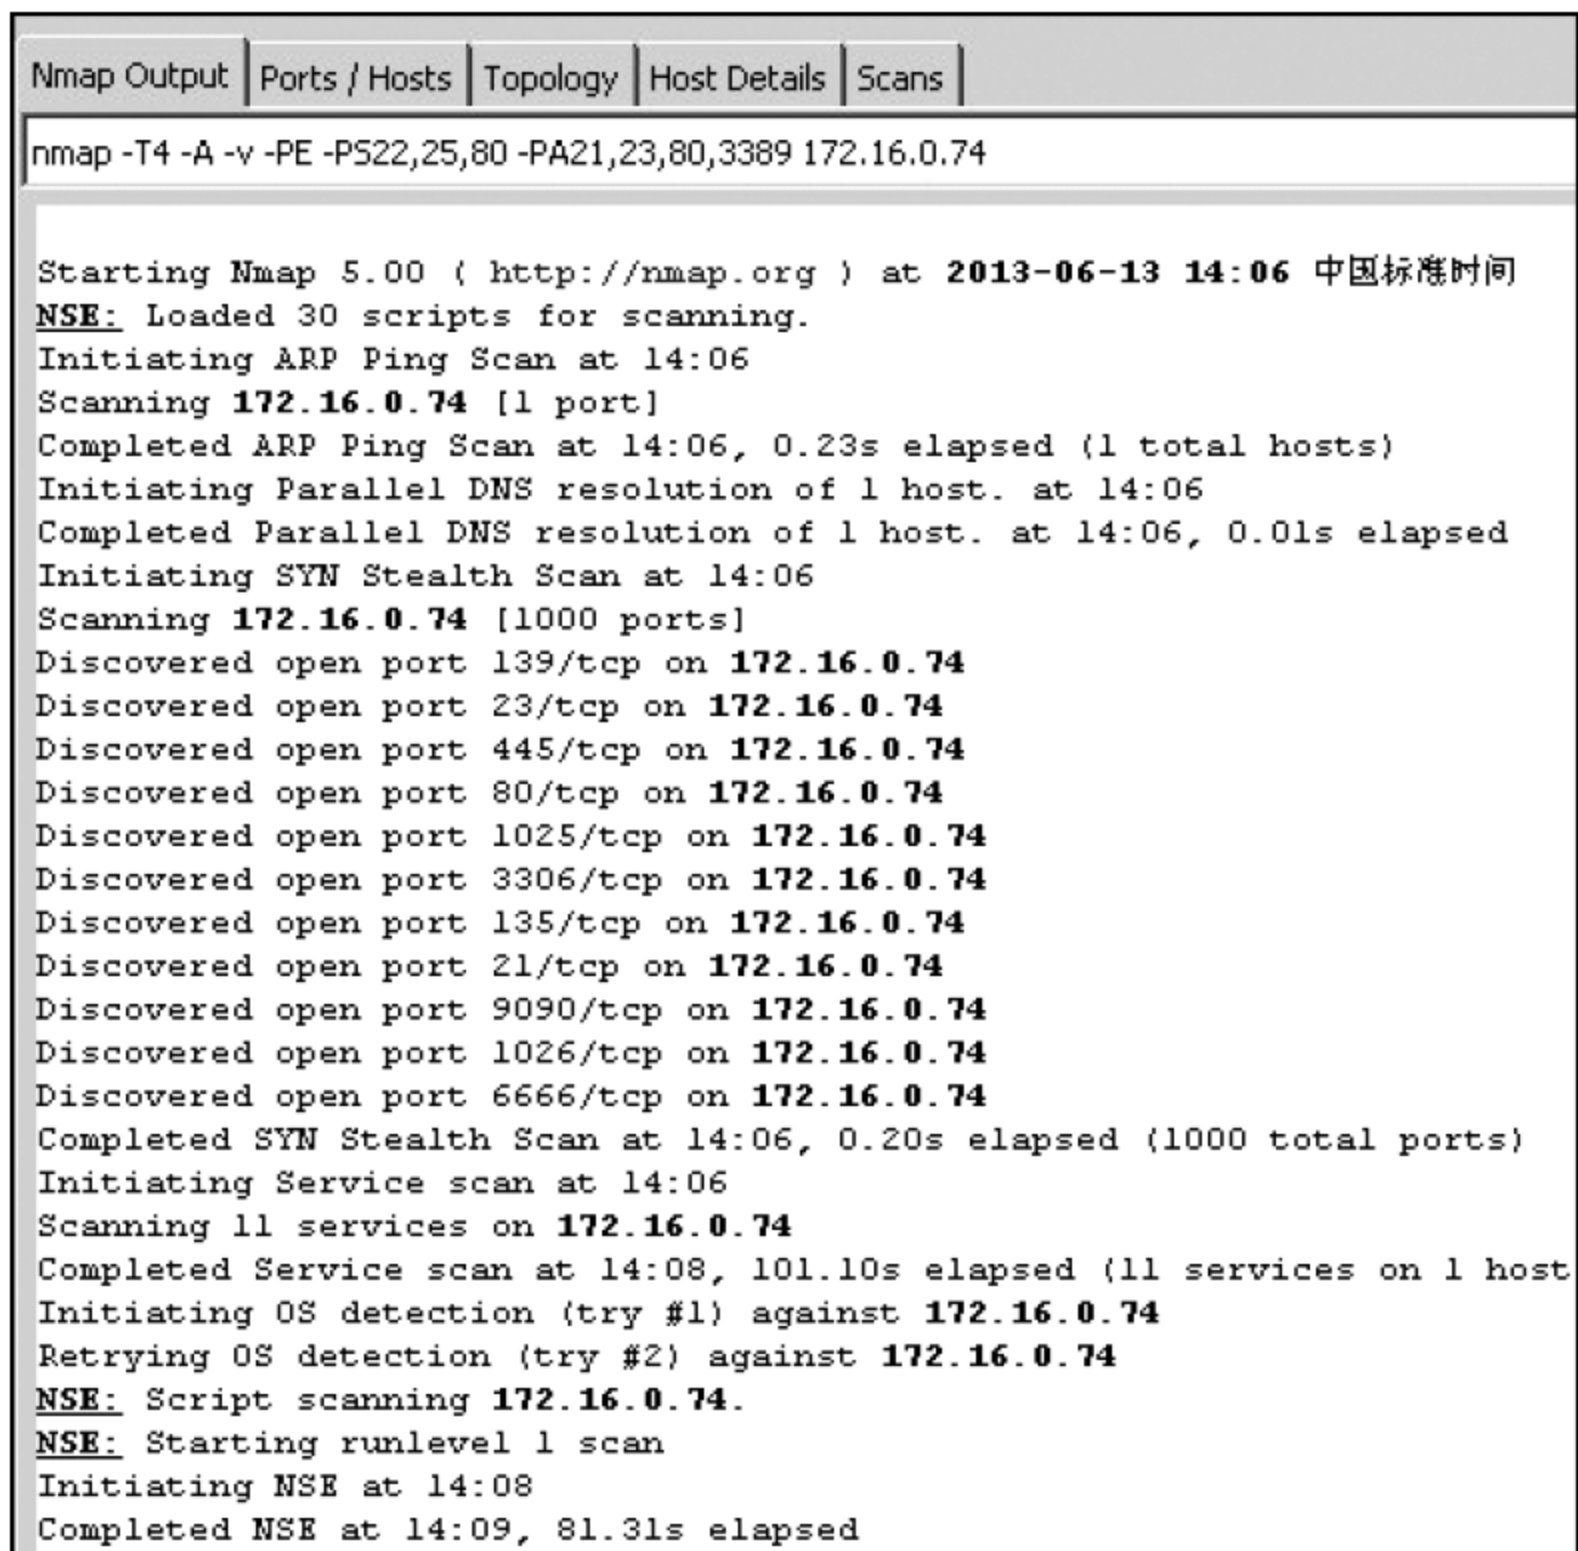 Nmap Output Ports / Hosts Topology Host Details Scans
nmap -T4 -A -v -PE -PS22,25,80 -PA21,23,80,3389 172.16.0.74
Starting Nmap 5.00 ( http://nmap.org ) at 2013-06-13 14:06 中国标准时间
NSE: Loaded 30 scripts for scanning.
Initiating ARP Ping Scan at 14:06
Scanning 172.16.0.74 [1 port]
Completed ARP Ping Scan at 14:06, 0.23s elapsed (1 total hosts)
Initiating Parallel DNS resolution of 1 host. at 14:06
Completed Parallel DNS resolution of 1 host. at 14:06, 0.01s elapsed
Initiating SYN Stealth Scan at 14:06
Scanning 172.16.0.74 [1000 ports]
Discovered open port 139/tcp on 172.16.0.74
Discovered open port 23/tcp on 172.16.0.74
Discovered open port 445/tcp on 172.16.0.74
Discovered open port 80/tcp on 172.16.0.74
Discovered open port 1025/tcp on 172.16.0.74
Discovered open port 3306/tcp on 172.16.0.74
Discovered open port 135/tcp on 172.16.0.74
Discovered open port 21/tcp on 172.16.0.74
Discovered open port 9090/tcp on 172.16.0.74
Discovered open port 1026/tcp on 172.16.0.74
Discovered open port 6666/tcp on 172.16.0.74
Completed SYN Stealth Scan at 14:06, 0.20s elapsed (1000 total ports)
Initiating Service scan at 14:06
Scanning 11 services on 172.16.0.74
Completed Service scan at 14:08, 101.10s elapsed (11 services on 1 host
Initiating OS detection (try #1) against 172.16.0.74
Retrying OS detection (try #2) against 172.16.0.74
NSE: Script scanning 172.16.0.74.
NSE: Starting runlevel 1 scan
Initiating NSE at 14:08
Completed NSE at 14:09, 81.31s elapsed